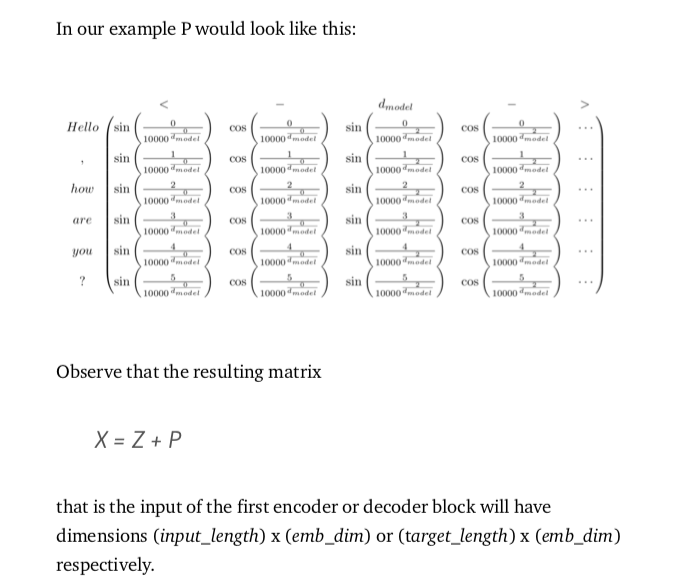 In our example P would look like this:
< − d_model − >
Hello sin (0 / 10000^(0/d_model)) cos (0 / 10000^(0/d_model)) sin (0 / 10000^(2/d_model)) cos (0 / 10000^(2/d_model)) ...
, sin (1 / 10000^(0/d_model)) cos (1 / 10000^(0/d_model)) sin (1 / 10000^(2/d_model)) cos (1 / 10000^(2/d_model)) ...
how sin (2 / 10000^(0/d_model)) cos (2 / 10000^(0/d_model)) sin (2 / 10000^(2/d_model)) cos (2 / 10000^(2/d_model)) ...
are sin (3 / 10000^(0/d_model)) cos (3 / 10000^(0/d_model)) sin (3 / 10000^(2/d_model)) cos (3 / 10000^(2/d_model)) ...
you sin (4 / 10000^(0/d_model)) cos (4 / 10000^(0/d_model)) sin (4 / 10000^(2/d_model)) cos (4 / 10000^(2/d_model)) ...
? sin (5 / 10000^(0/d_model)) cos (5 / 10000^(0/d_model)) sin (5 / 10000^(2/d_model)) cos (5 / 10000^(2/d_model)) ...
Observe that the resulting matrix
X = Z + P
that is the input of the first encoder or decoder block will have
dimensions (input_length) x (emb_dim) or (target_length) x (emb_dim)
respectively.